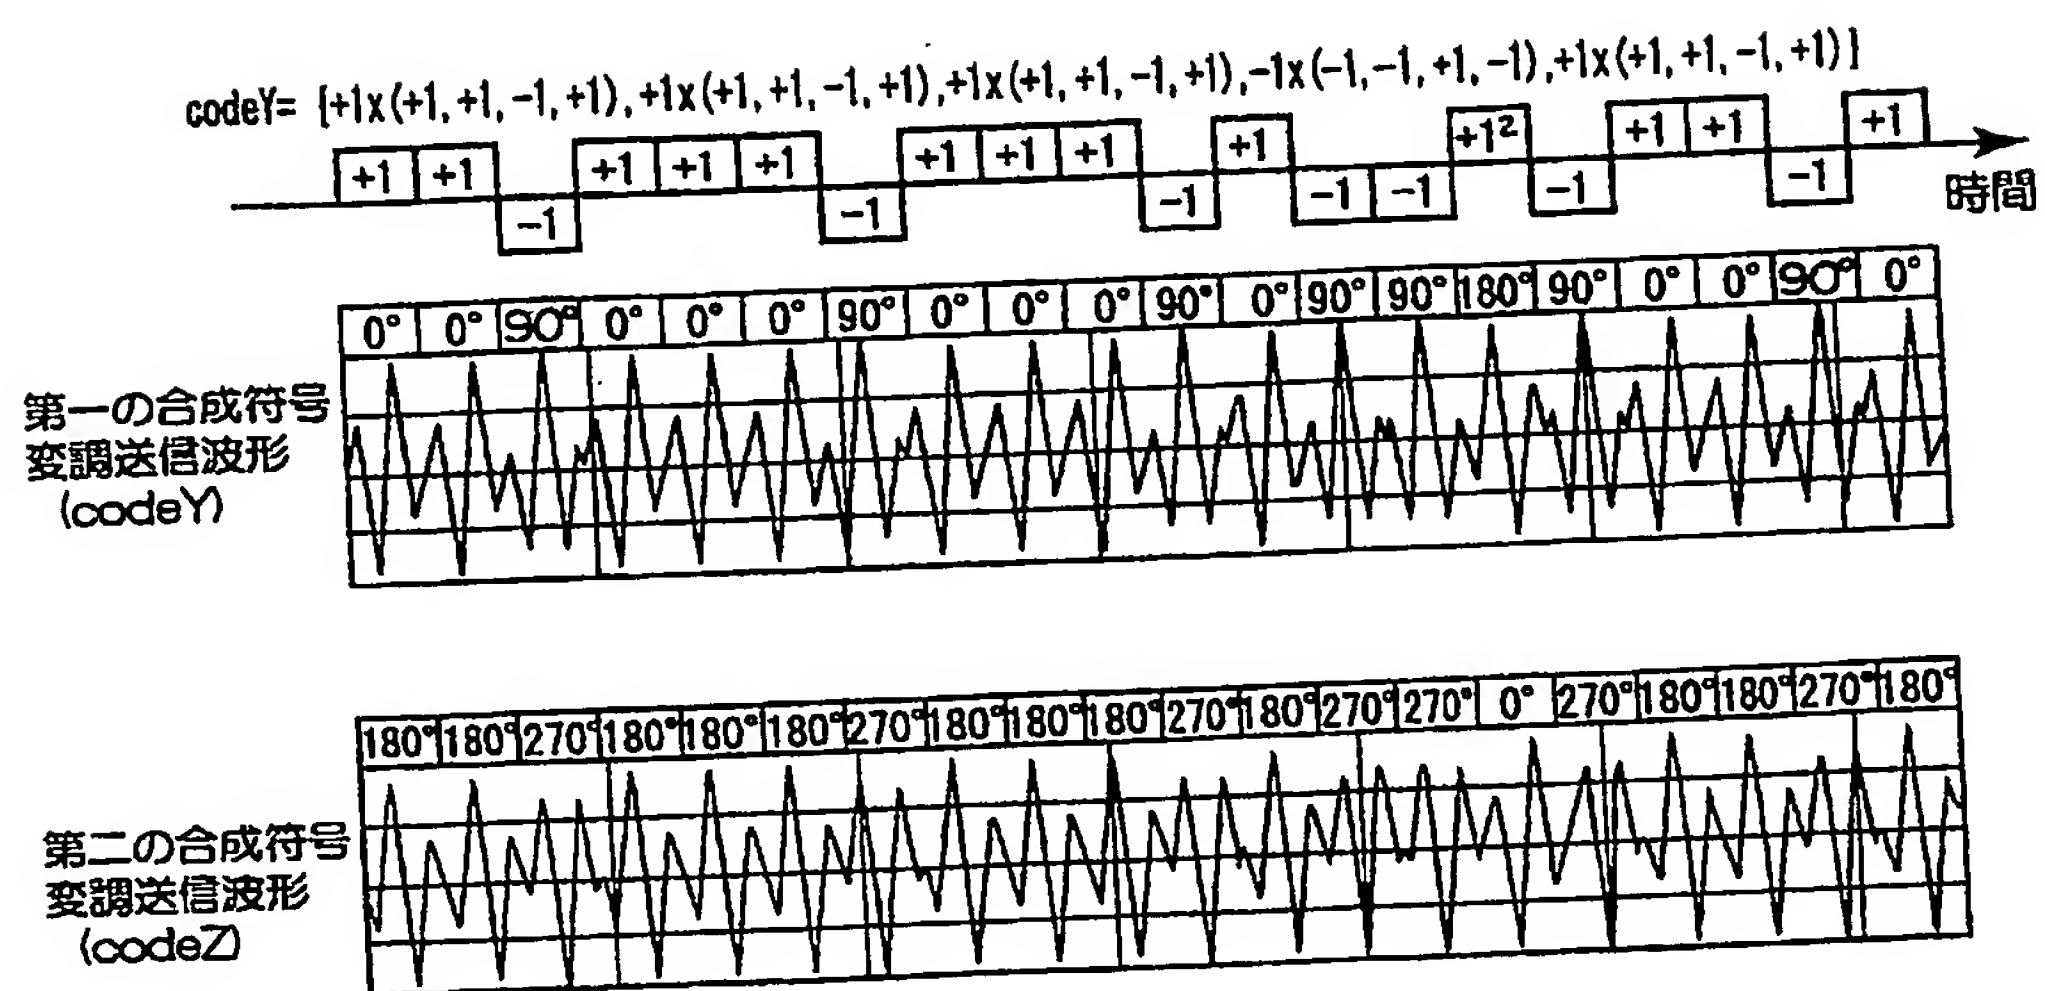 codeY= {+1x(+1, +1, -1, +1), +1x(+1, +1, -1, +1), +1x(+1, +1, -1, +1), -1x(-1, -1, +1, -1), +1x(+1, +1, -1, +1)}
+1 +1 -1 +1 +1 +1 -1 +1 +1 +1 -1 +1 -1 -1 +1² -1 +1 +1 -1 +1
時間
0° 0° 90° 0° 0° 0° 90° 0° 0° 0° 90° 0° 90° 90° 180° 90° 0° 0° 90° 0°
第一の合成符号
変調送信波形
(codeY)
180° 180° 270° 180° 180° 180° 270° 180° 180° 180° 270° 180° 270° 270° 0° 270° 180° 180° 270° 180°
第二の合成符号
変調送信波形
(codeZ)